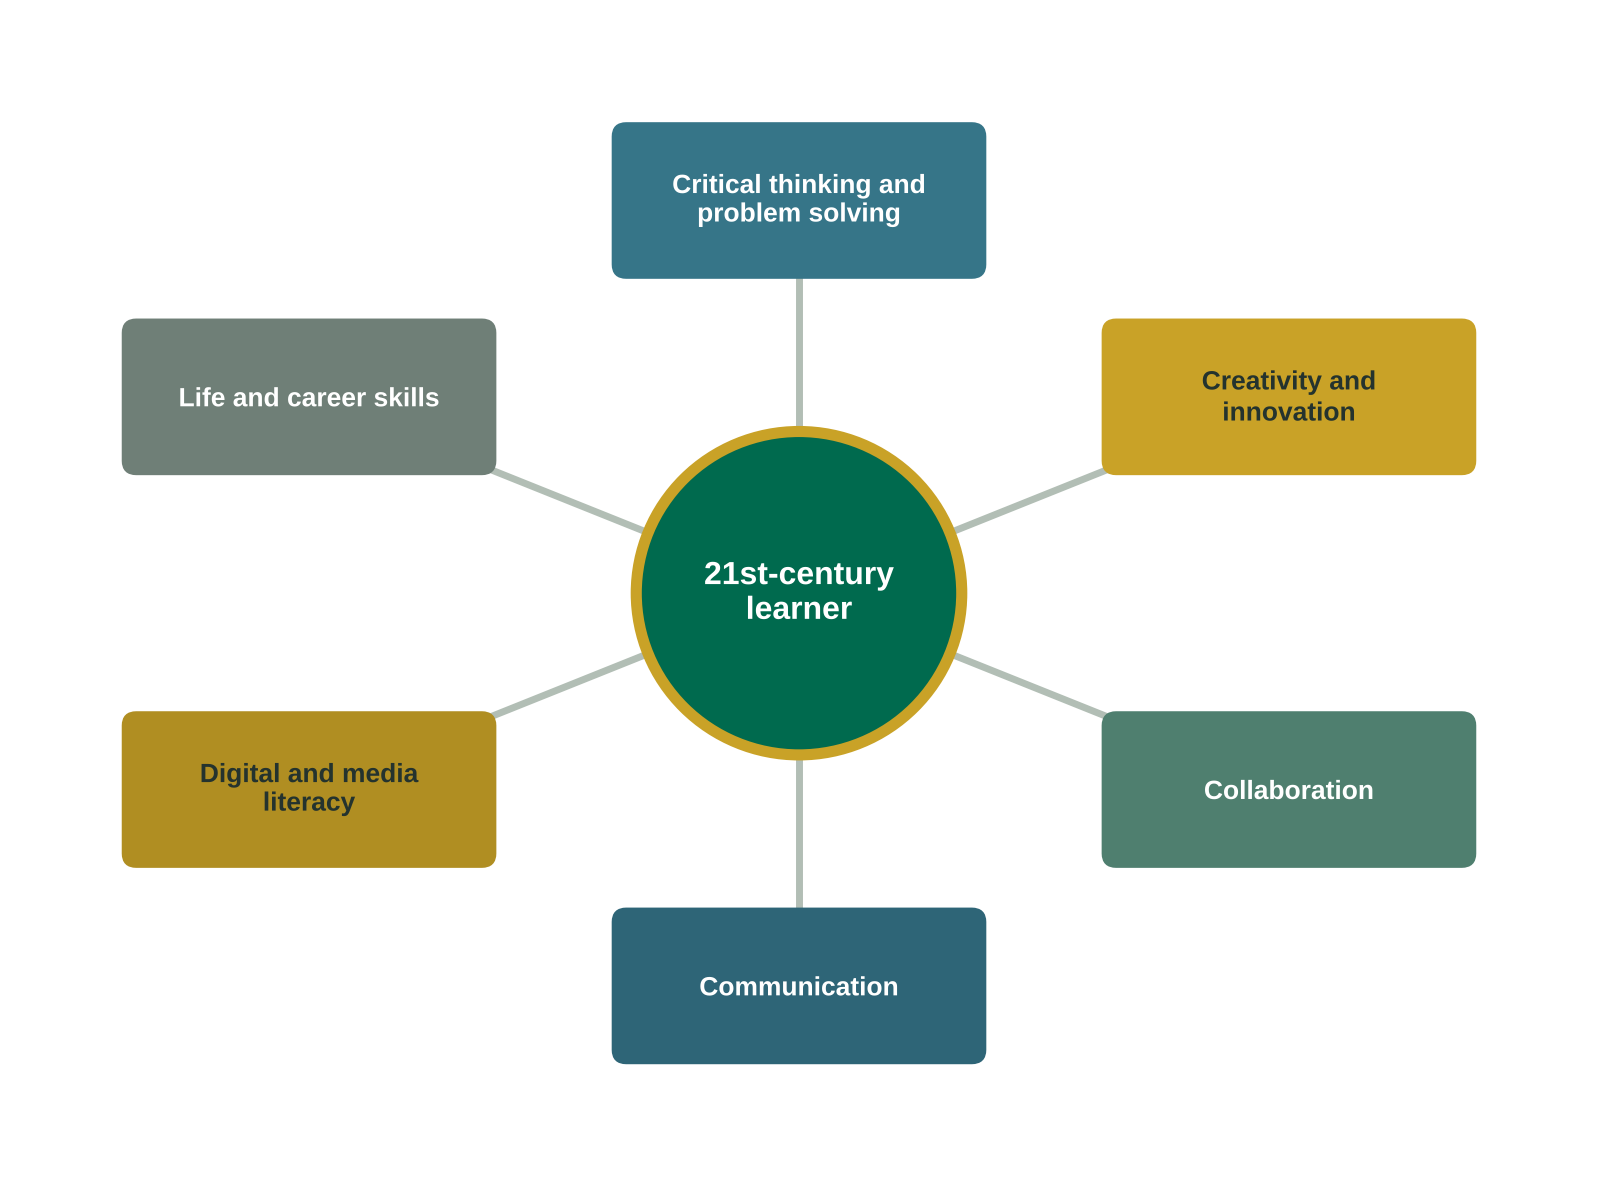 Critical thinking and
problem solving
Life and career skills
Creativity and
innovation
21st-century
learner
Digital and media
literacy
Collaboration
Communication